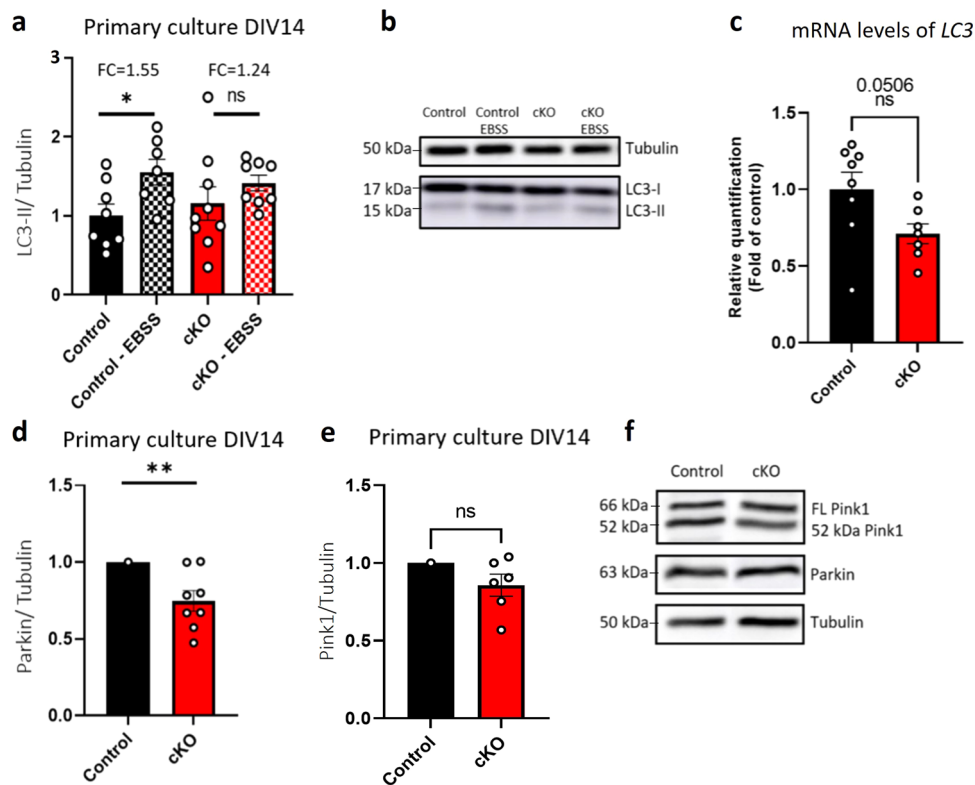 a
Primary culture DIV14
FC=1.55
FC=1.24
*
ns
LC3-II/ Tubulin
3
2
1
0
Control
Control - EBSS
cKO
cKO - EBSS
b
Control
Control EBSS
cKO
cKO EBSS
50 kDa
Tubulin
17 kDa
LC3-I
15 kDa
LC3-II
c
mRNA levels of LC3
0.0506
ns
Relative quantification
(Fold of control)
1.5
1.0
0.5
0.0
Control
cKO
d
Primary culture DIV14
**
Parkin/ Tubulin
1.5
1.0
0.5
0.0
Control
cKO
e
Primary culture DIV14
ns
Pink1/Tubulin
1.5
1.0
0.5
0.0
Control
cKO
f
Control
cKO
66 kDa
FL Pink1
52 kDa
52 kDa Pink1
63 kDa
Parkin
50 kDa
Tubulin